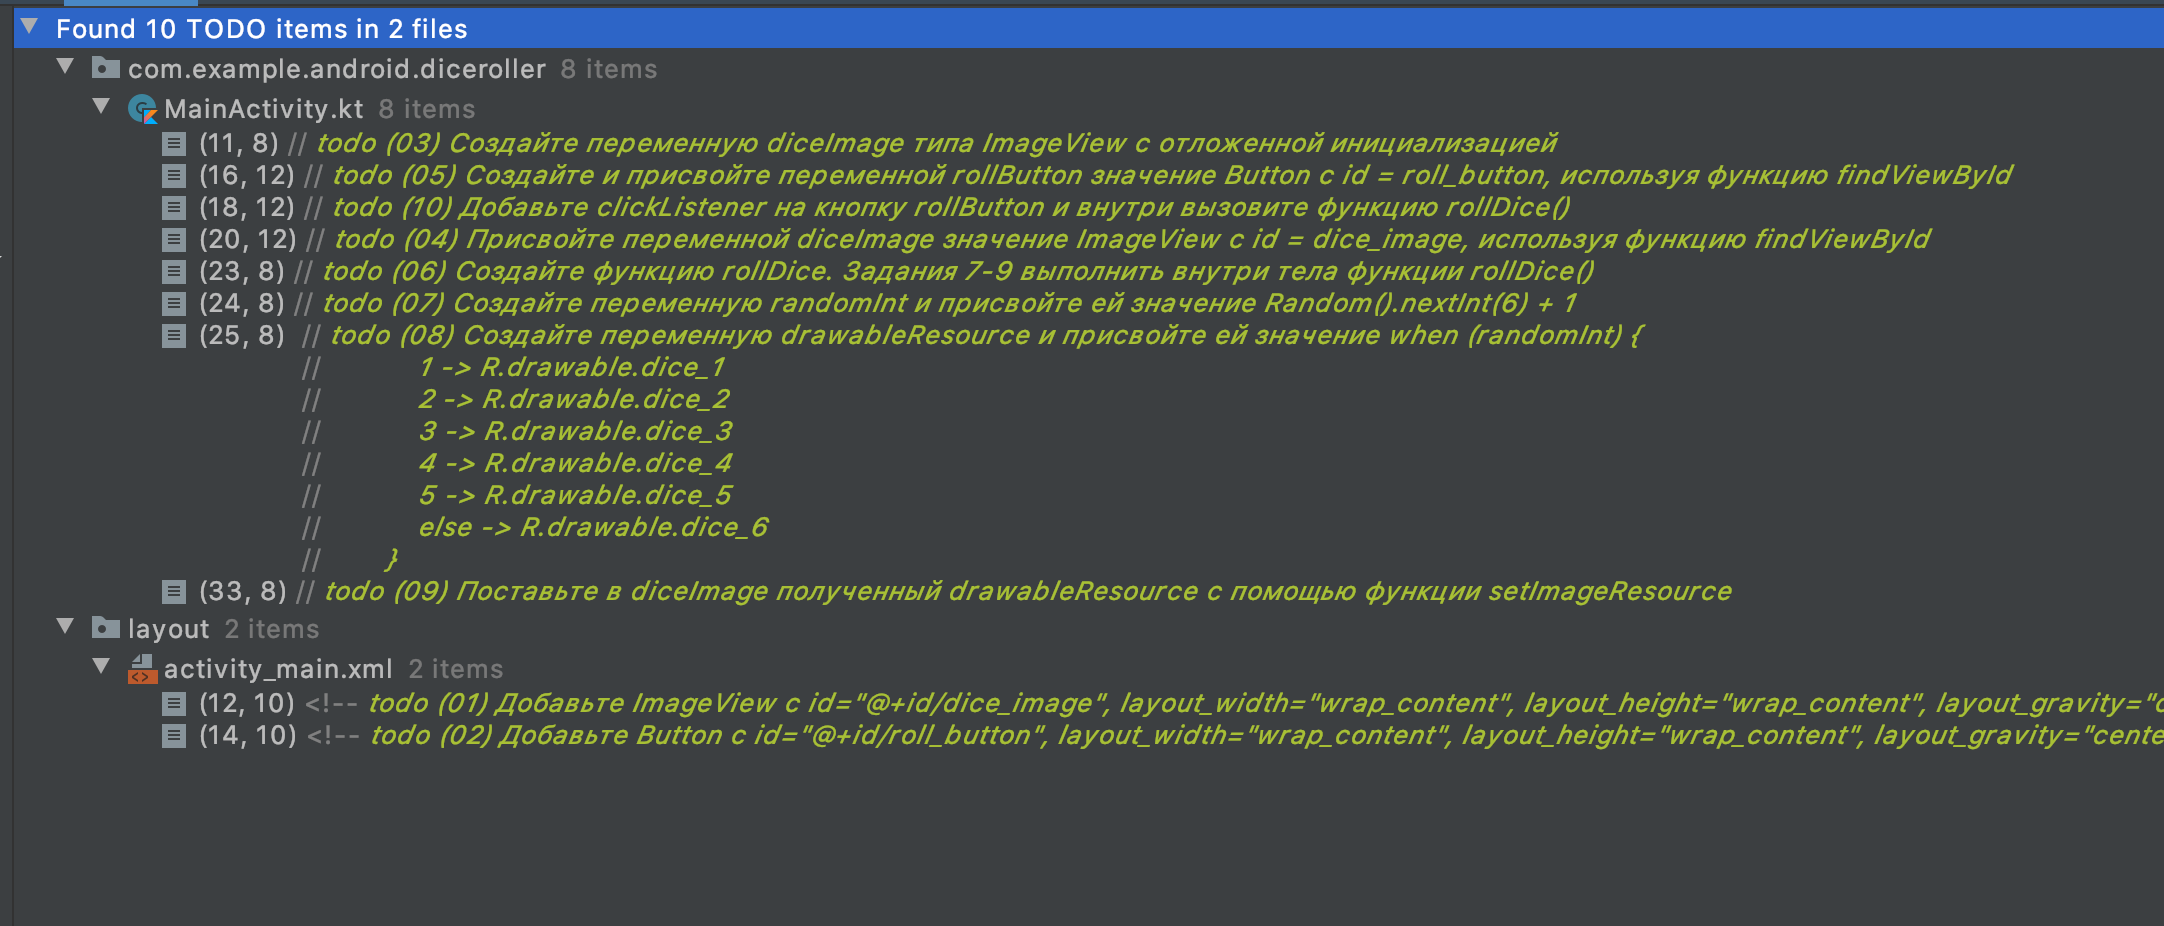 Found 10 TODO items in 2 files
com.example.android.diceroller 8 items
MainActivity.kt 8 items
(11, 8) // todo (03) Создайте переменную diceImage типа ImageView с отложенной инициализацией
(16, 12) // todo (05) Создайте и присвойте переменной rollButton значение Button с id = roll_button, используя функцию findViewById
(18, 12) // todo (10) Добавьте clickListener на кнопку rollButton и внутри вызовите функцию rollDice()
(20, 12) // todo (04) Присвойте переменной diceImage значение ImageView с id = dice_image, используя функцию findViewById
(23, 8) // todo (06) Создайте функцию rollDice. Задания 7-9 выполнить внутри тела функции rollDice()
(24, 8) // todo (07) Создайте переменную randomInt и присвойте ей значение Random().nextInt(6) + 1
(25, 8) // todo (08) Создайте переменную drawableResource и присвойте ей значение when (randomInt) {
// 1 -> R.drawable.dice_1
// 2 -> R.drawable.dice_2
// 3 -> R.drawable.dice_3
// 4 -> R.drawable.dice_4
// 5 -> R.drawable.dice_5
// else -> R.drawable.dice_6
// }
(33, 8) // todo (09) Поставьте в diceImage полученный drawableResource с помощью функции setImageResource
layout 2 items
activity_main.xml 2 items
(12, 10) <!-- todo (01) Добавьте ImageView с id="@+id/dice_image", layout_width="wrap_content", layout_height="wrap_content", layout_gravity="
(14, 10) <!-- todo (02) Добавьте Button с id="@+id/roll_button", layout_width="wrap_content", layout_height="wrap_content", layout_gravity="cente